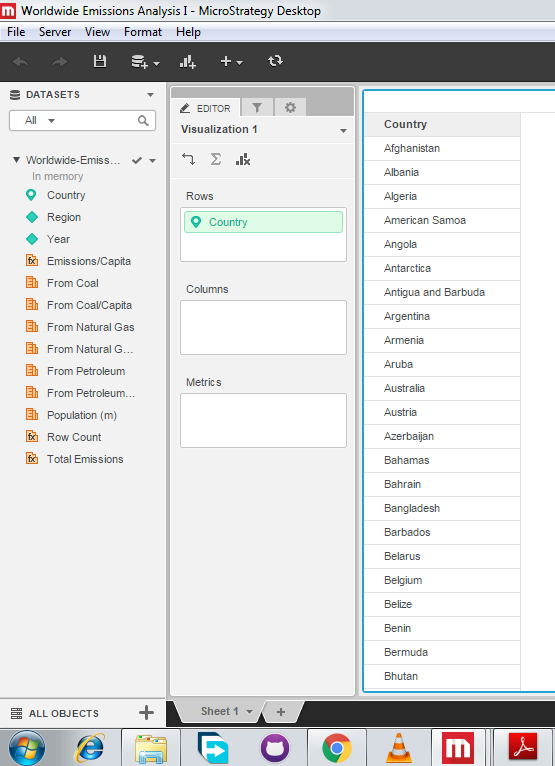 Worldwide Emissions Analysis I - MicroStrategy Desktop
File Server View Format Help
DATASETS
All
Worldwide-Emiss...
In memory
Country
Region
Year
Emissions/Capita
From Coal
From Coal/Capita
From Natural Gas
From Natural G...
From Petroleum
From Petroleum...
Population (m)
Row Count
Total Emissions
ALL OBJECTS
EDITOR
Visualization 1
Rows
Country
Columns
Metrics
Country
Afghanistan
Albania
Algeria
American Samoa
Angola
Antarctica
Antigua and Barbuda
Argentina
Armenia
Aruba
Australia
Austria
Azerbaijan
Bahamas
Bahrain
Bangladesh
Barbados
Belarus
Belgium
Belize
Benin
Bermuda
Bhutan
Sheet 1